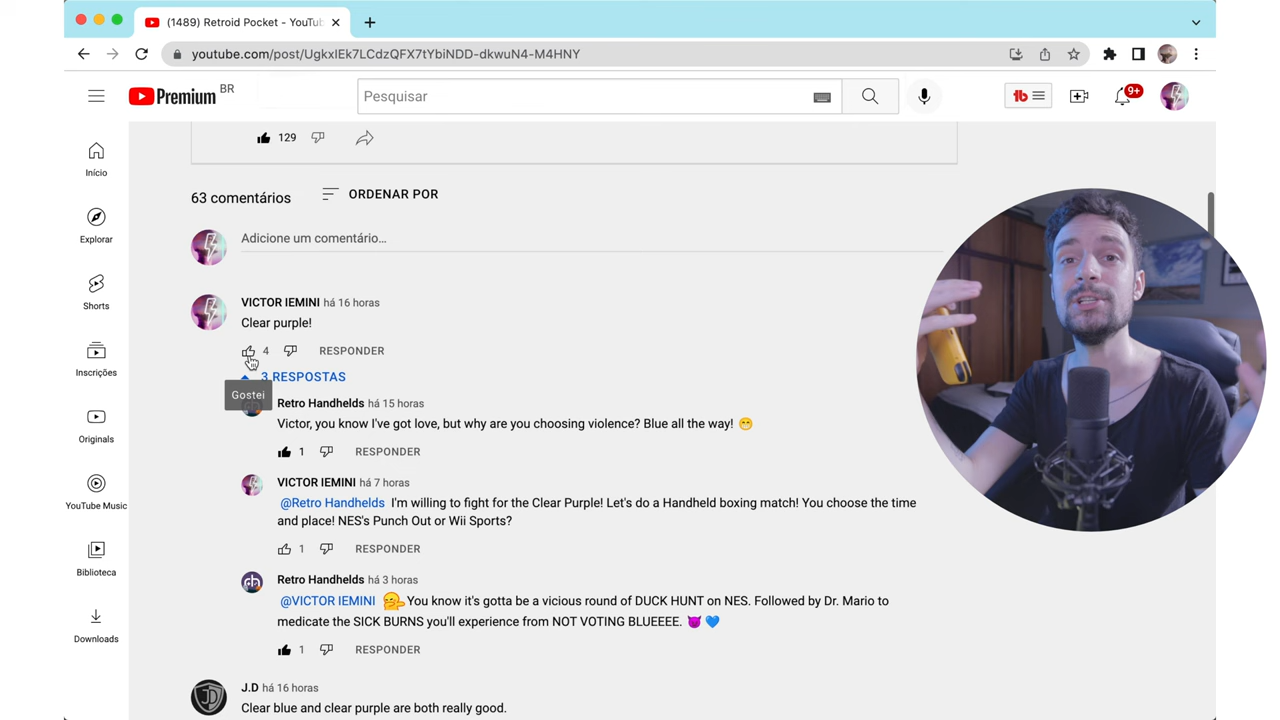 (1489) Retroid Pocket - YouTub
youtube.com/post/UgkxIEk7LCdzQFX7tYbiNDD-dkwuN4-M4HNY
Premium BR
Pesquisar
9+
129
Início
Explorar
Shorts
Inscrições
Originals
YouTube Music
Biblioteca
Downloads
63 comentários
ORDENAR POR
Adicione um comentário...
VICTOR IEMINI há 16 horas
Clear purple!
4 RESPONDER
3 RESPOSTAS
Gostei
Retro Handhelds há 15 horas
Victor, you know I've got love, but why are you choosing violence? Blue all the way! 😁
1 RESPONDER
VICTOR IEMINI há 7 horas
@Retro Handhelds I'm willing to fight for the Clear Purple! Let's do a Handheld boxing match! You choose the time
and place! NES's Punch Out or Wii Sports?
1 RESPONDER
Retro Handhelds há 3 horas
@VICTOR IEMINI 🤗 You know it's gotta be a vicious round of DUCK HUNT on NES. Followed by Dr. Mario to
medicate the SICK BURNS you'll experience from NOT VOTING BLUEEEE. 😈 💙
1 RESPONDER
JD
J.D há 16 horas
Clear blue and clear purple are both really good.